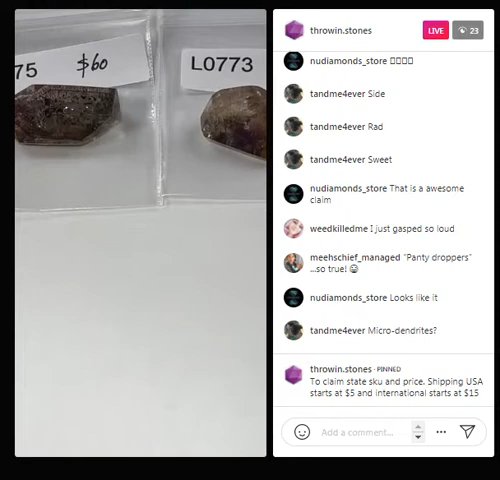 75 $60
L0773
throwin.stones
LIVE 23
nudiamonds_store
tandme4ever Side
tandme4ever Rad
tandme4ever Sweet
nudiamonds_store That is a awesome
claim
weedkilledme I just gasped so loud
meehschief_managed "Panty droppers"
...so true! 😂
nudiamonds_store Looks like it
tandme4ever Micro-dendrites?
throwin.stones · PINNED
To claim state sku and price. Shipping USA
starts at $5 and international starts at $15
Add a comment...